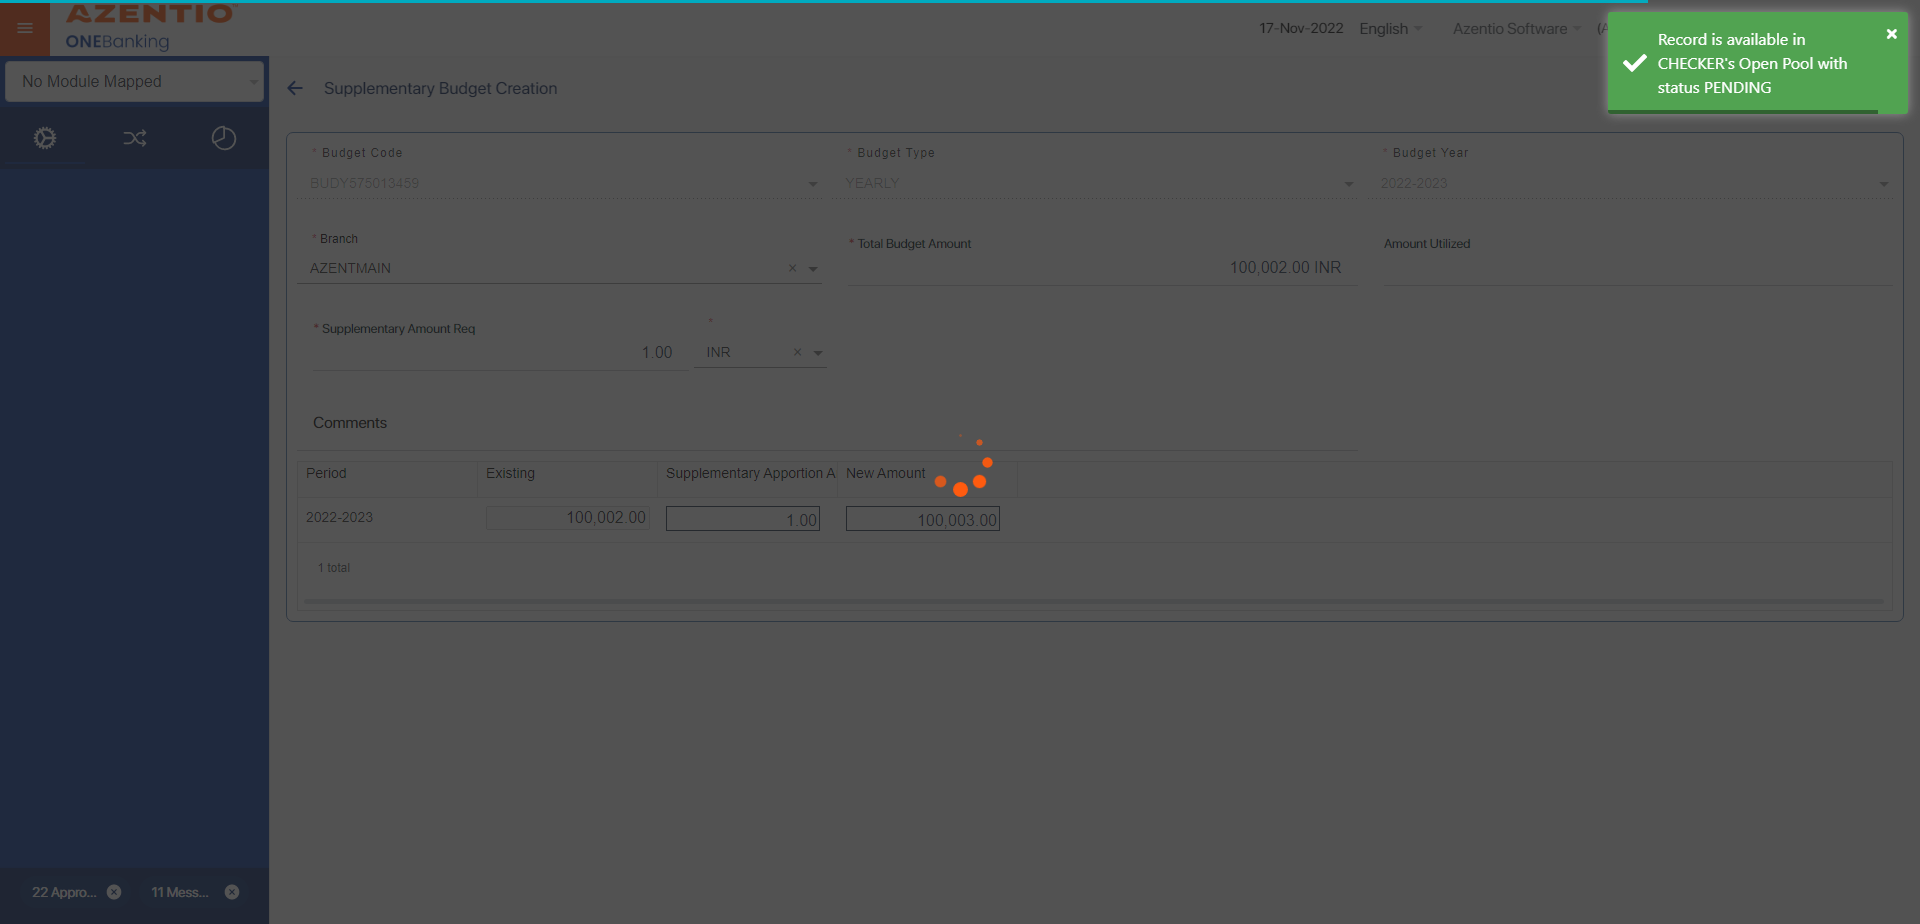 AZENTIO
ONEBanking
17-Nov-2022 English Azentio Software
Record is available in
CHECKER's Open Pool with
status PENDING
No Module Mapped
Supplementary Budget Creation
* Budget Code
BUDY575013459
* Budget Type
YEARLY
* Budget Year
2022-2023
* Branch
AZENTMAIN
* Total Budget Amount
100,002.00 INR
Amount Utilized
* Supplementary Amount Req
1.00
*
INR
Comments
Period Existing Supplementary Apportion A New Amount
2022-2023 100,002.00 1.00 100,003.00
1 total
22 Appro... 11 Mess...